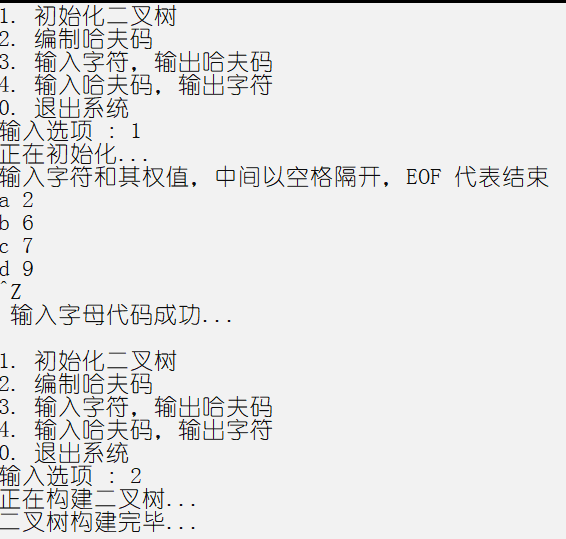 1. 初始化二叉树
2. 编制哈夫码
3. 输入字符，输出哈夫码
4. 输入哈夫码，输出字符
0. 退出系统
输入选项 : 1
正在初始化...
输入字符和其权值，中间以空格隔开，EOF 代表结束
a 2
b 6
c 7
d 9
^Z
输入字母代码成功...
1. 初始化二叉树
2. 编制哈夫码
3. 输入字符，输出哈夫码
4. 输入哈夫码，输出字符
0. 退出系统
输入选项 : 2
正在构建二叉树...
二叉树构建完毕...